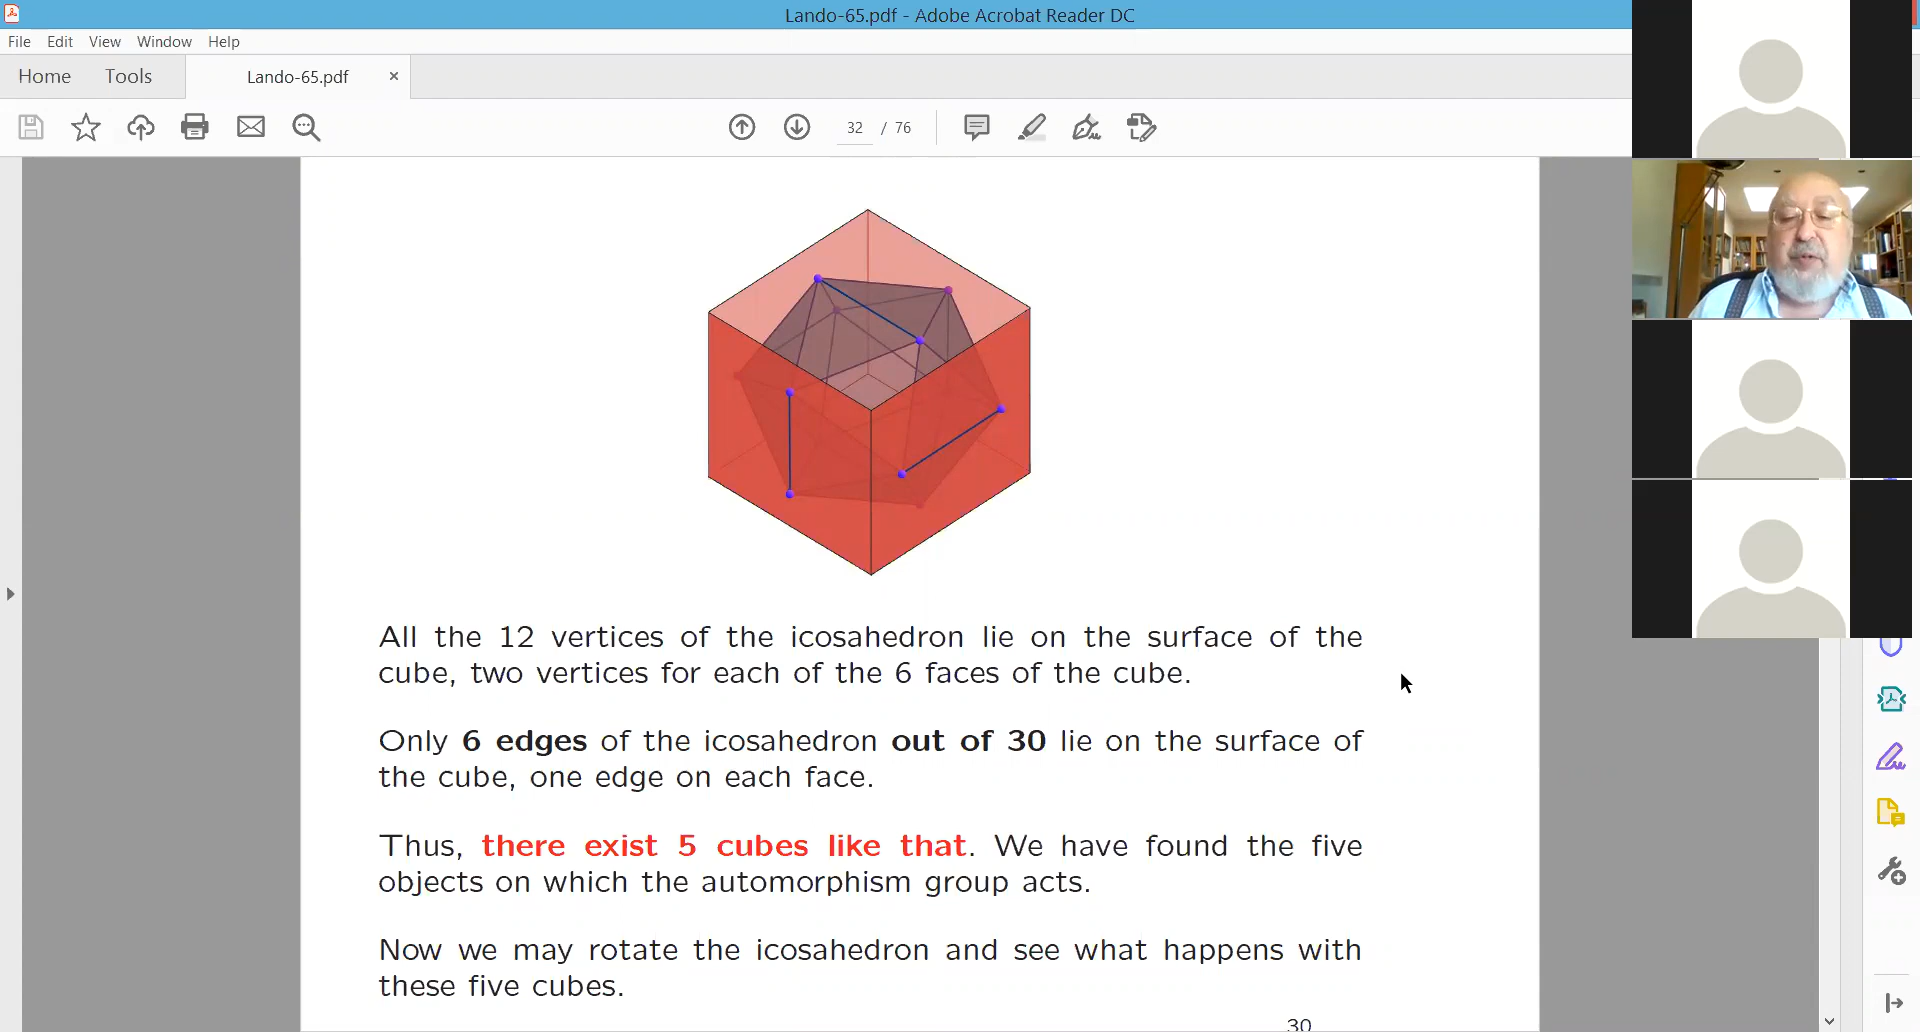 Lando-65.pdf - Adobe Acrobat Reader DC
File Edit View Window Help
Home Tools Lando-65.pdf ×
32 / 76
All the 12 vertices of the icosahedron lie on the surface of the
cube, two vertices for each of the 6 faces of the cube.
Only 6 edges of the icosahedron out of 30 lie on the surface of
the cube, one edge on each face.
Thus, there exist 5 cubes like that. We have found the five
objects on which the automorphism group acts.
Now we may rotate the icosahedron and see what happens with
these five cubes.
30